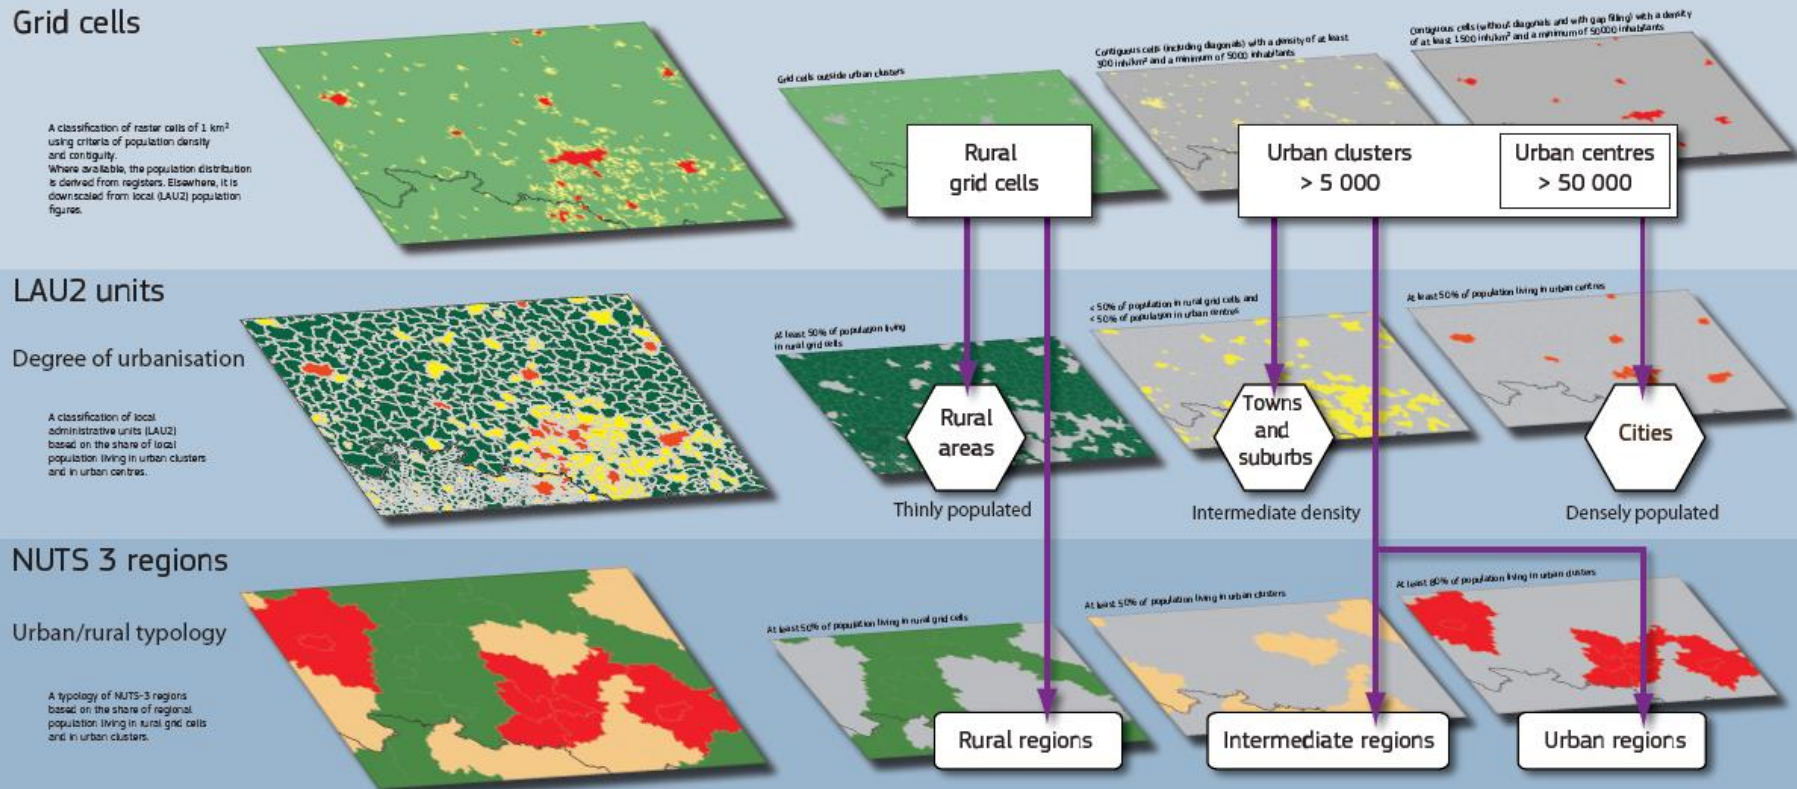 Grid cells
A classification of raster cells of 1 km²
using criteria of population density
and contiguity.
Where available, the population distribution
is derived from registers. Elsewhere, it is
downscaled from local (LAU2) population
figures.
Grid cells outside urban clusters
Contiguous cells (including diagonals) with a density of at least
300 inh/km² and a minimum of 5000 inhabitants
Contiguous cells (without diagonals and with gap filling) with a density
of at least 1500 inh/km² and a minimum of 50000 inhabitants
Rural
grid cells
Urban clusters
> 5 000
Urban centres
> 50 000
LAU2 units
Degree of urbanisation
A classification of local
administrative units (LAU2)
based on the share of local
population living in urban clusters
and in urban centres.
At least 50% of population living
in rural grid cells
< 50% of population in rural grid cells and
< 50% of population in urban centres
At least 50% of population living in urban centres
Rural
areas
Towns
and
suburbs
Cities
Thinly populated
Intermediate density
Densely populated
NUTS 3 regions
Urban/rural typology
A typology of NUTS-3 regions
based on the share of regional
population living in rural grid cells
and in urban clusters.
At least 50% of population living in rural grid cells
At least 50% of population living in urban clusters
At least 80% of population living in urban clusters
Rural regions
Intermediate regions
Urban regions